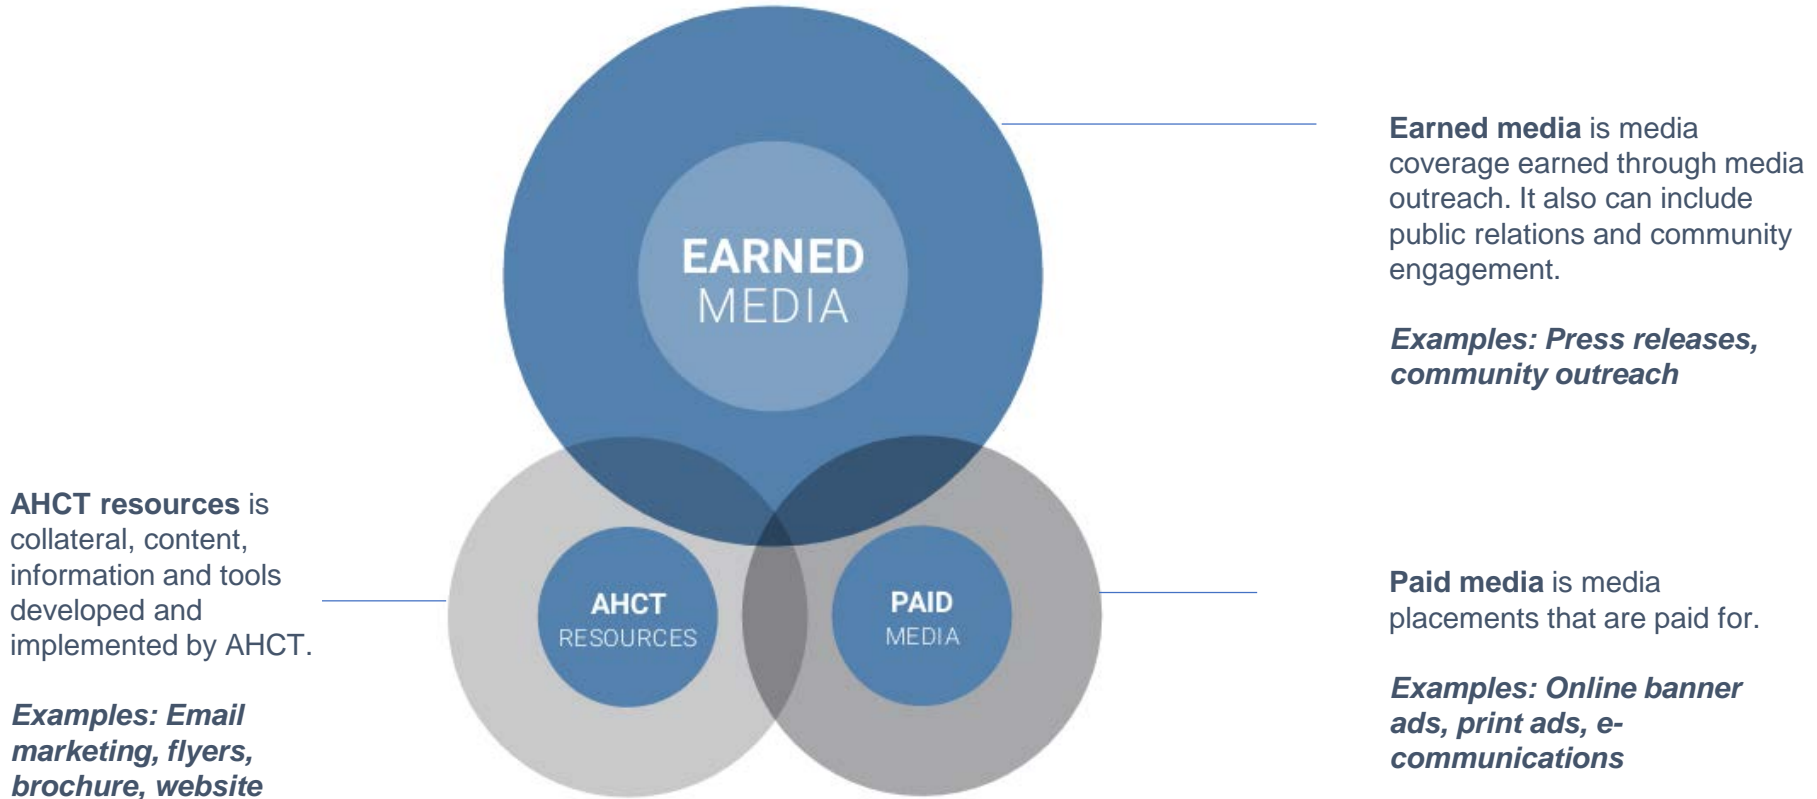 EARNED
MEDIA
Earned media is media
coverage earned through media
outreach. It also can include
public relations and community
engagement.
Examples: Press releases,
community outreach
AHCT resources is
collateral, content,
information and tools
developed and
implemented by AHCT.
Examples: Email
marketing, flyers,
brochure, website
AHCT
RESOURCES
PAID
MEDIA
Paid media is media
placements that are paid for.
Examples: Online banner
ads, print ads, e-
communications